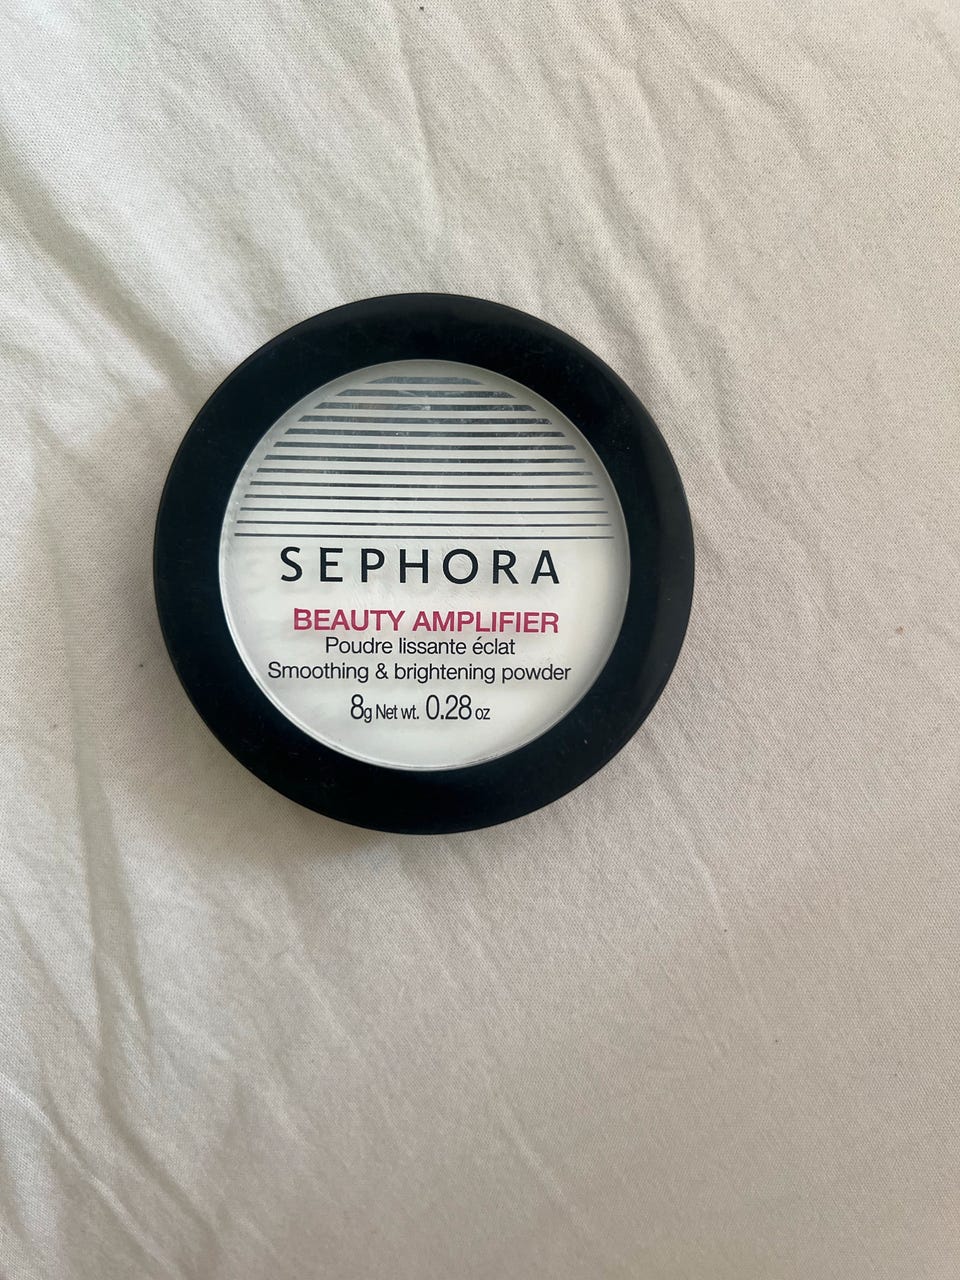 SEPHORA
BEAUTY AMPLIFIER
Poudre lissante éclat
Smoothing & brightening powder
8g Net wt. 0.28 oz